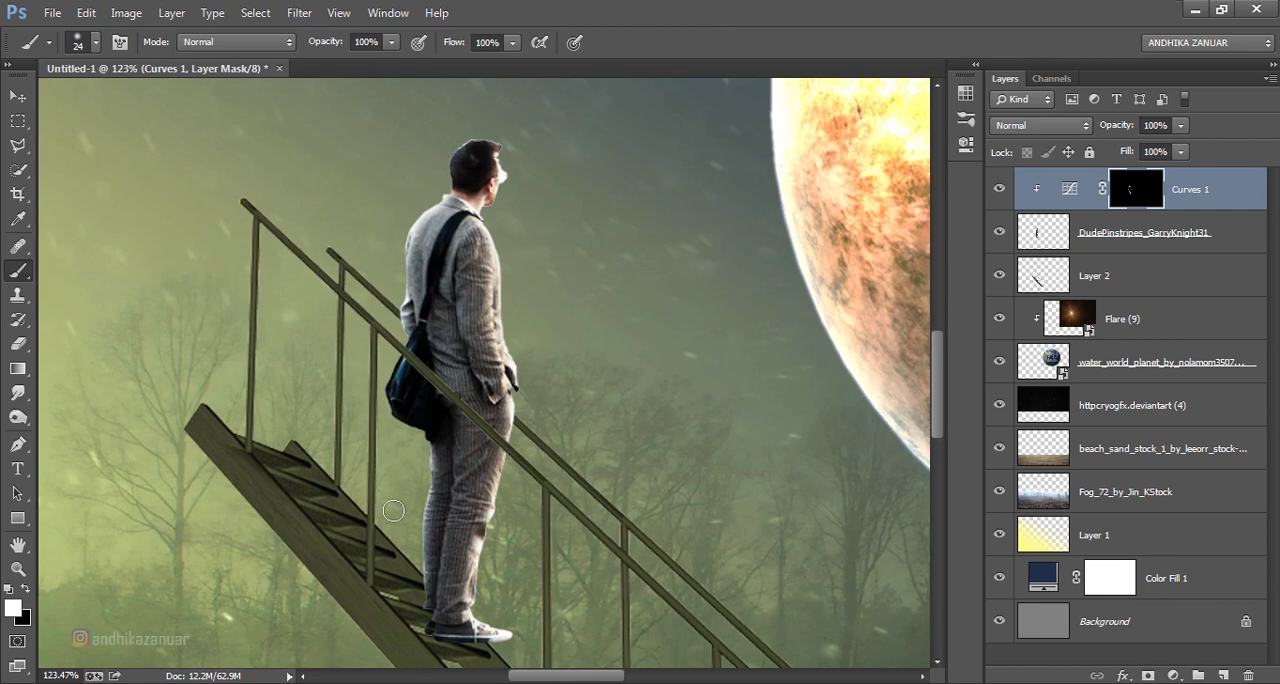 Ps File Edit Image Layer Type Select Filter View Window Help
24 Mode: Normal Opacity: 100% Flow: 100% ANDHIKA ZANUAR
Untitled-1 @ 123% (Curves 1, Layer Mask/8) * ×
Layers Channels
Kind
Normal Opacity: 100%
Lock: Fill: 100%
Curves 1
DudePinstripes_GarryKnight31
Layer 2
Flare (9)
water_world_planet_by_nolamom3507...
httpcryogfx.deviantart (4)
beach_sand_stock_1_by_leeorr_stock-...
Fog_72_by_Jin_KStock
Layer 1
Color Fill 1
Background
andhikazanuar
123.47% Doc: 12.2M/62.9M
fx